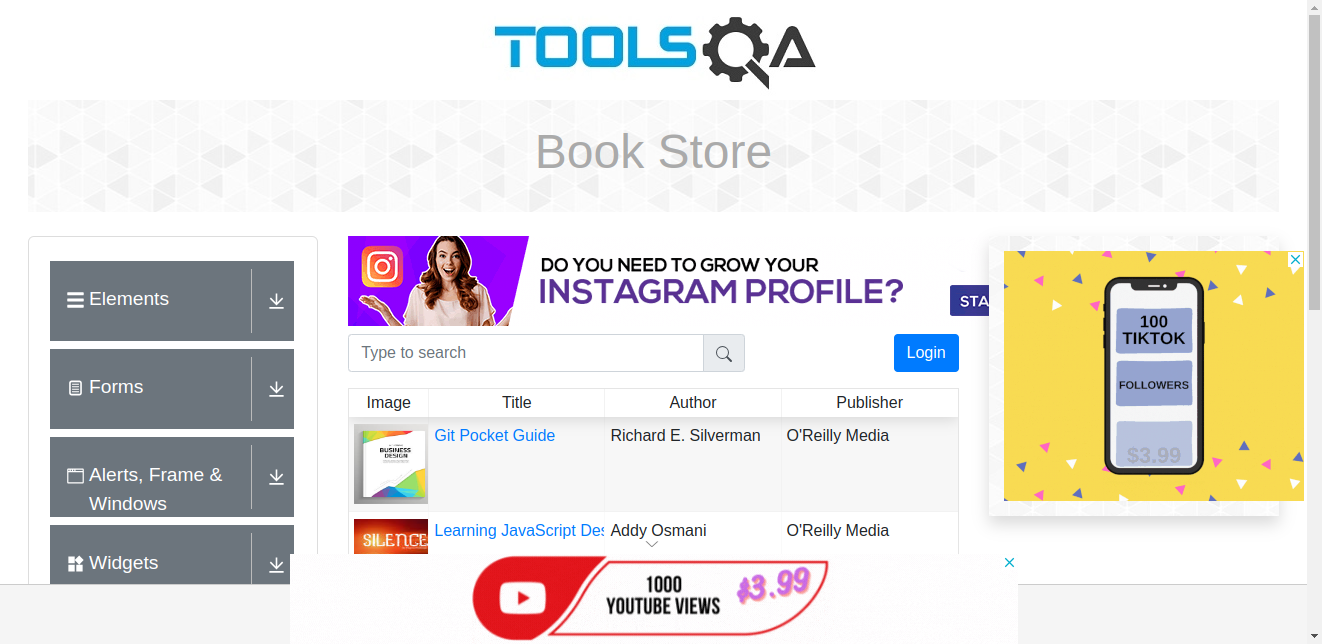 TOOLSQA
Book Store
Elements
Forms
Alerts, Frame &
Windows
Widgets
DO YOU NEED TO GROW YOUR
INSTAGRAM PROFILE?
STA
Type to search
Login
Image Title Author Publisher
BUSINESS
DESIGN
Git Pocket Guide Richard E. Silverman O'Reilly Media
SILENCE
Learning JavaScript Des Addy Osmani O'Reilly Media
100
TIKTOK
FOLLOWERS
$3.99
1000
YOUTUBE VIEWS
$3.99